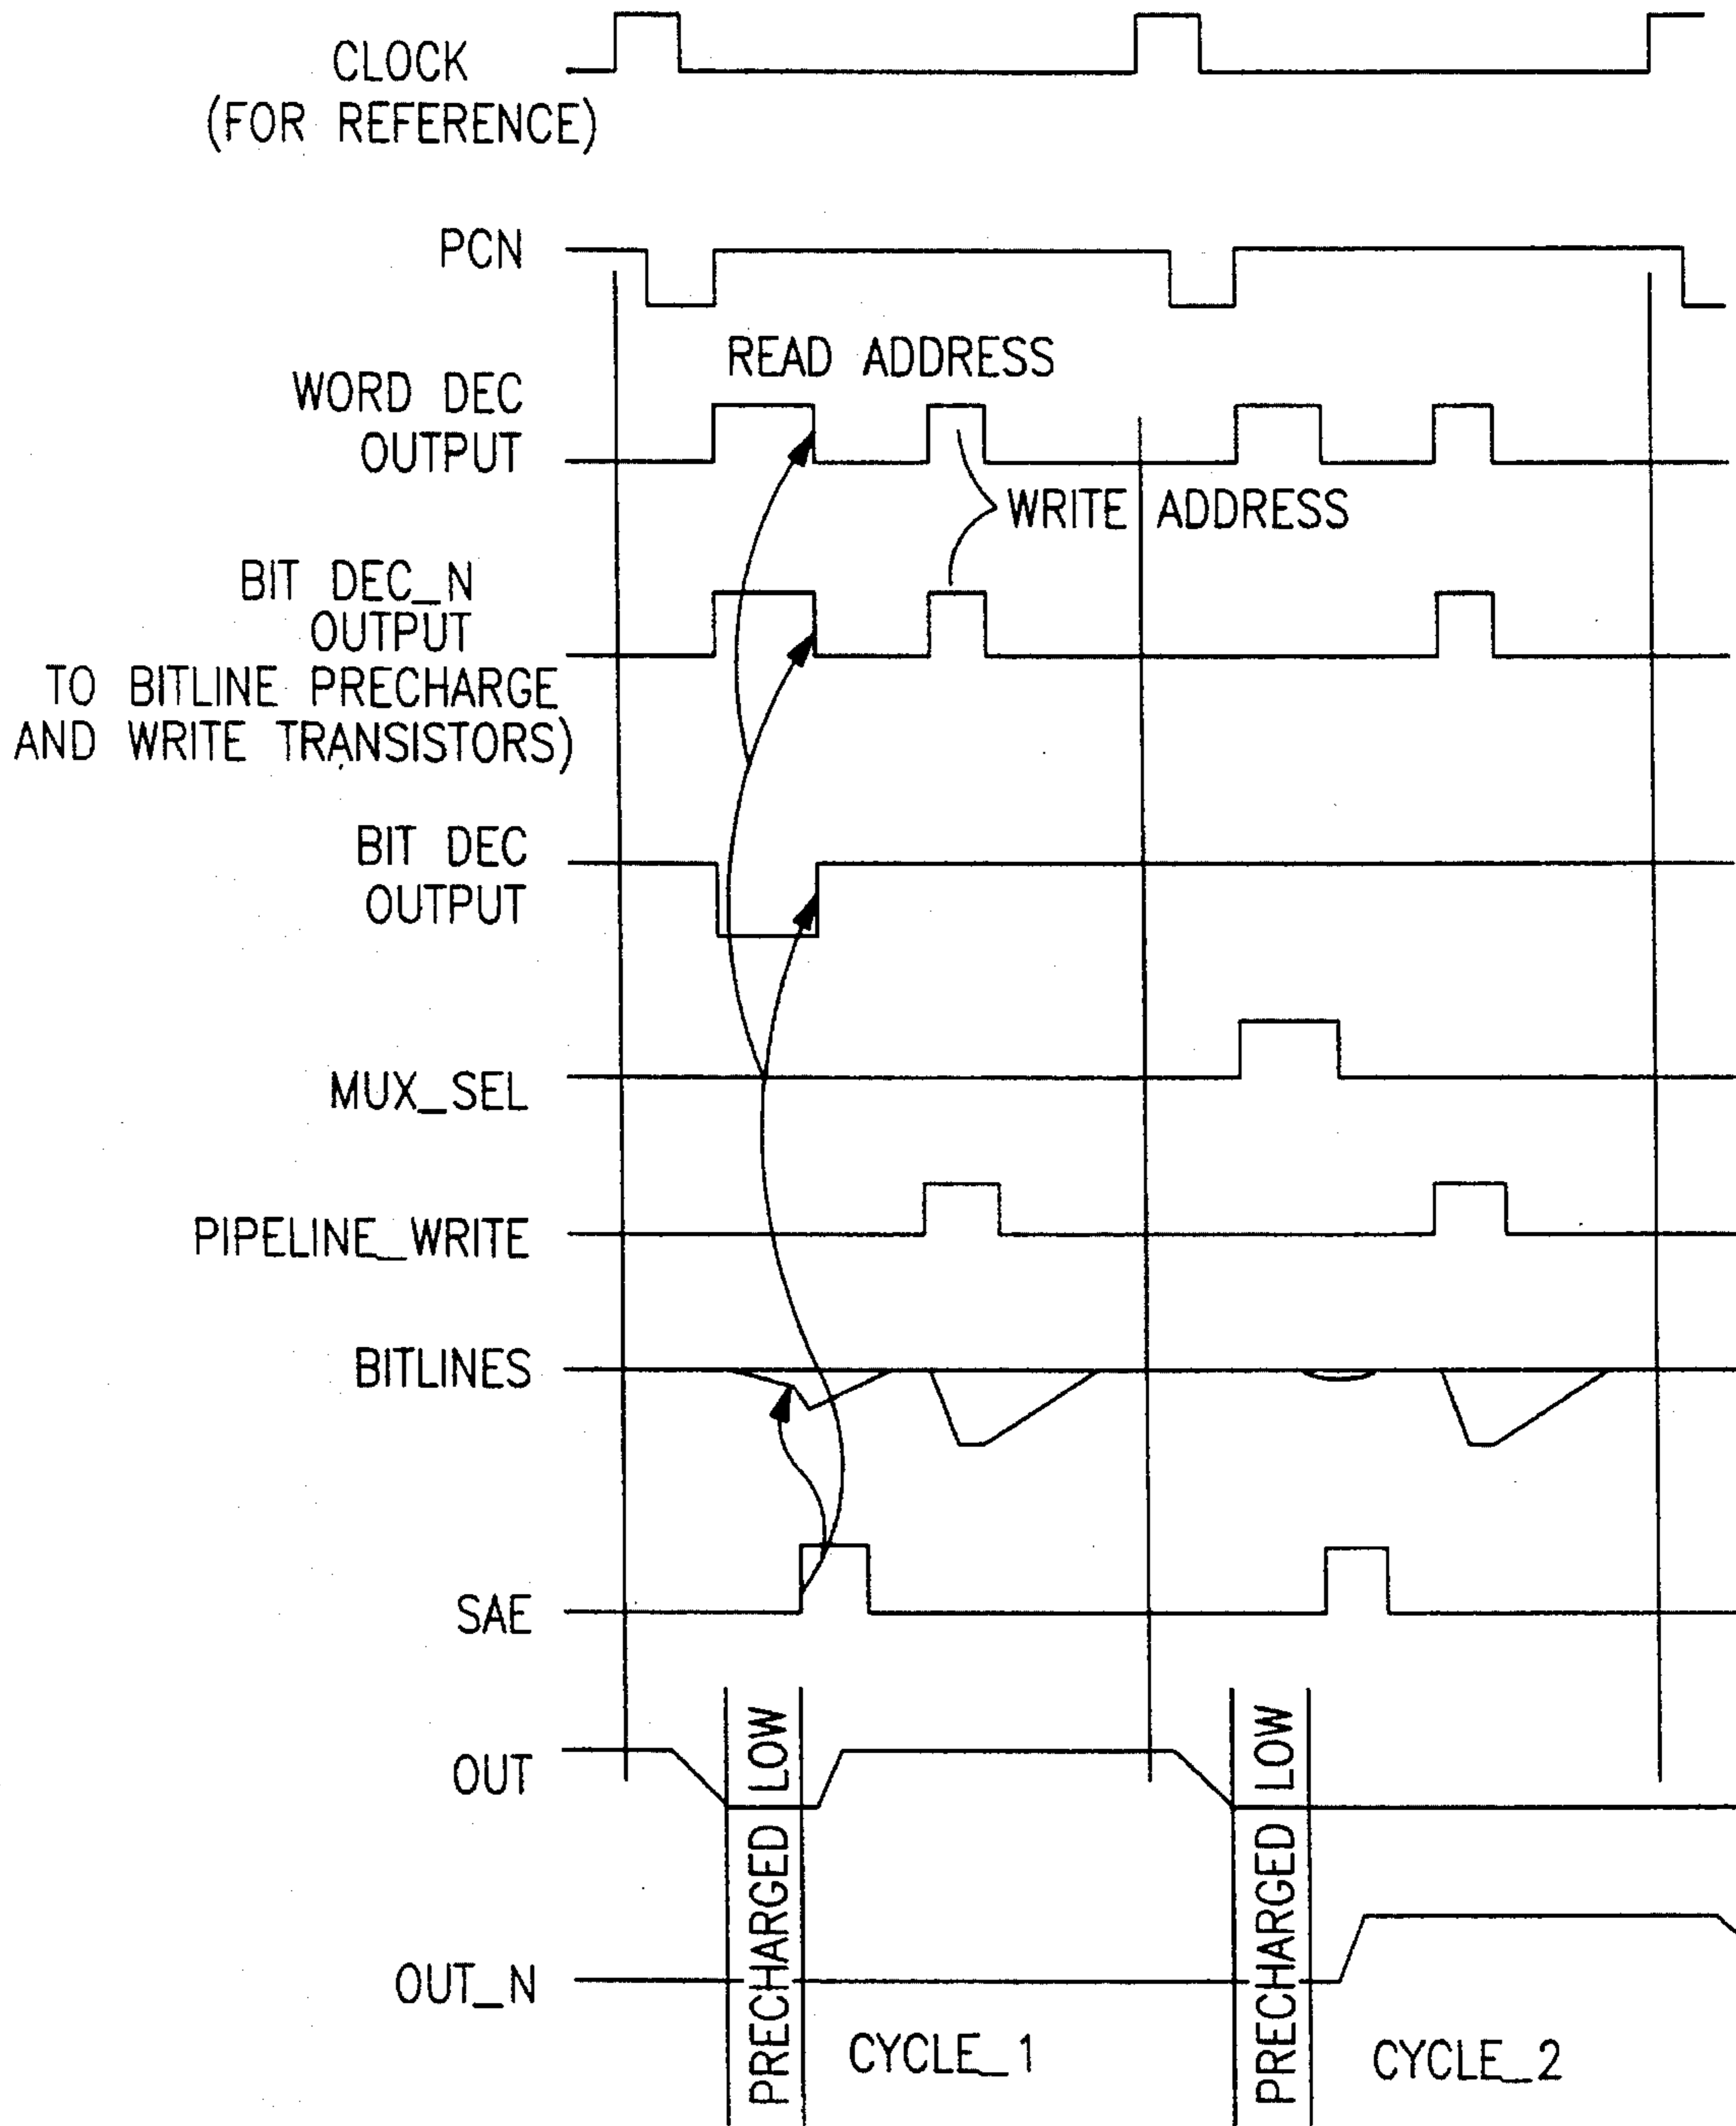 CLOCK
(FOR REFERENCE)
PCN
READ ADDRESS
WORD DEC
OUTPUT
WRITE ADDRESS
BIT DEC_N
OUTPUT
TO BITLINE PRECHARGE
AND WRITE TRANSISTORS)
BIT DEC
OUTPUT
MUX_SEL
PIPELINE_WRITE
BITLINES
SAE
OUT
PRECHARGED LOW
PRECHARGED LOW
OUT_N
CYCLE_1
CYCLE_2